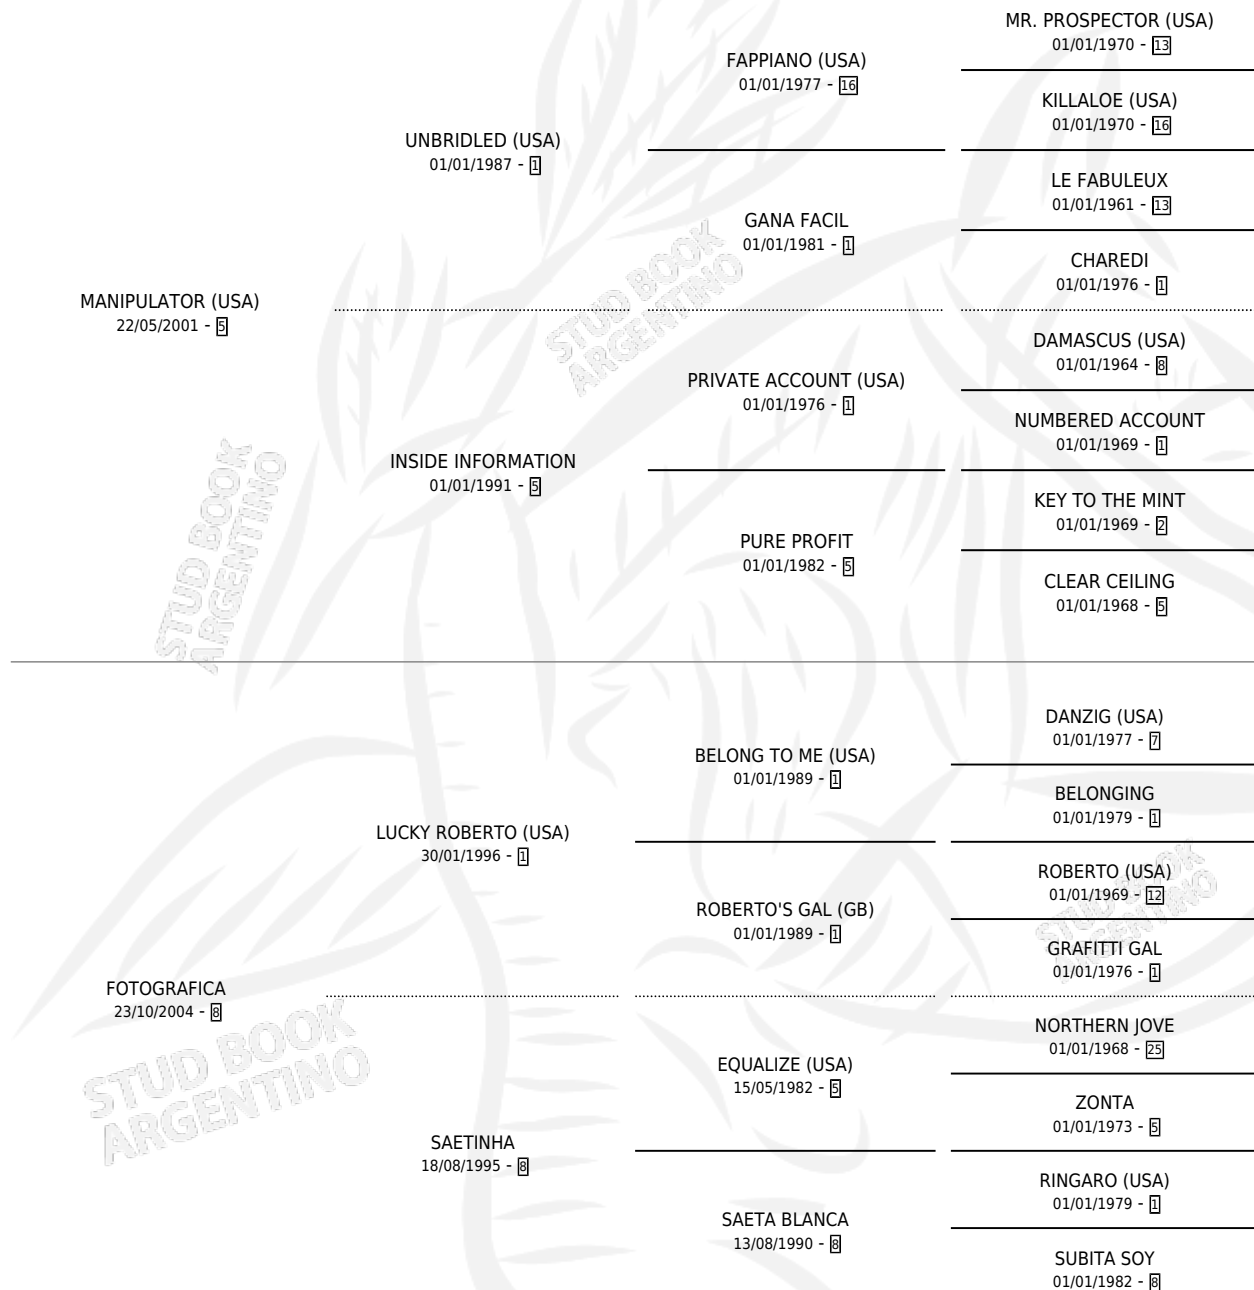 MR. PROSPECTOR (USA)
01/01/1970 - 13
FAPPIANO (USA)
01/01/1977 - 16
KILLALOE (USA)
01/01/1970 - 16
UNBRIDLED (USA)
01/01/1987 - 1
LE FABULEUX
01/01/1961 - 13
GANA FACIL
01/01/1981 - 1
CHAREDI
01/01/1976 - 1
MANIPULATOR (USA)
22/05/2001 - 5
DAMASCUS (USA)
01/01/1964 - 8
PRIVATE ACCOUNT (USA)
01/01/1976 - 1
NUMBERED ACCOUNT
01/01/1969 - 1
INSIDE INFORMATION
01/01/1991 - 5
KEY TO THE MINT
01/01/1969 - 2
PURE PROFIT
01/01/1982 - 5
CLEAR CEILING
01/01/1968 - 5
DANZIG (USA)
01/01/1977 - 7
BELONG TO ME (USA)
01/01/1989 - 1
BELONGING
01/01/1979 - 1
LUCKY ROBERTO (USA)
30/01/1996 - 1
ROBERTO (USA)
01/01/1969 - 12
ROBERTO'S GAL (GB)
01/01/1989 - 1
GRAFITTI GAL
01/01/1976 - 1
FOTOGRAFICA
23/10/2004 - 8
NORTHERN JOVE
01/01/1968 - 25
EQUALIZE (USA)
15/05/1982 - 5
ZONTA
01/01/1973 - 5
SAETINHA
18/08/1995 - 8
RINGARO (USA)
01/01/1979 - 1
SAETA BLANCA
13/08/1990 - 8
SUBITA SOY
01/01/1982 - 8
STUD BOOK
ARGENTINO
STUD BOOK
ARGENTINO
STUD BOOK
ARGENTINO
STUD BOOK
ARGENTINO